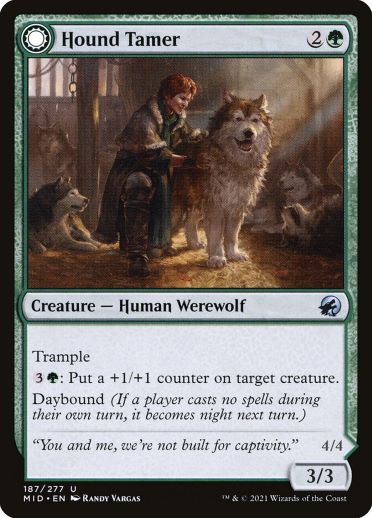 Hound Tamer 2
Creature — Human Werewolf
Trample
3: Put a +1/+1 counter on target creature.
Daybound (If a player casts no spells during
their own turn, it becomes night next turn.)
“You and me, we’re not built for captivity.” 4/4
3/3
187/277 U
MID • EN Randy Vargas
™ & © 2021 Wizards of the Coast